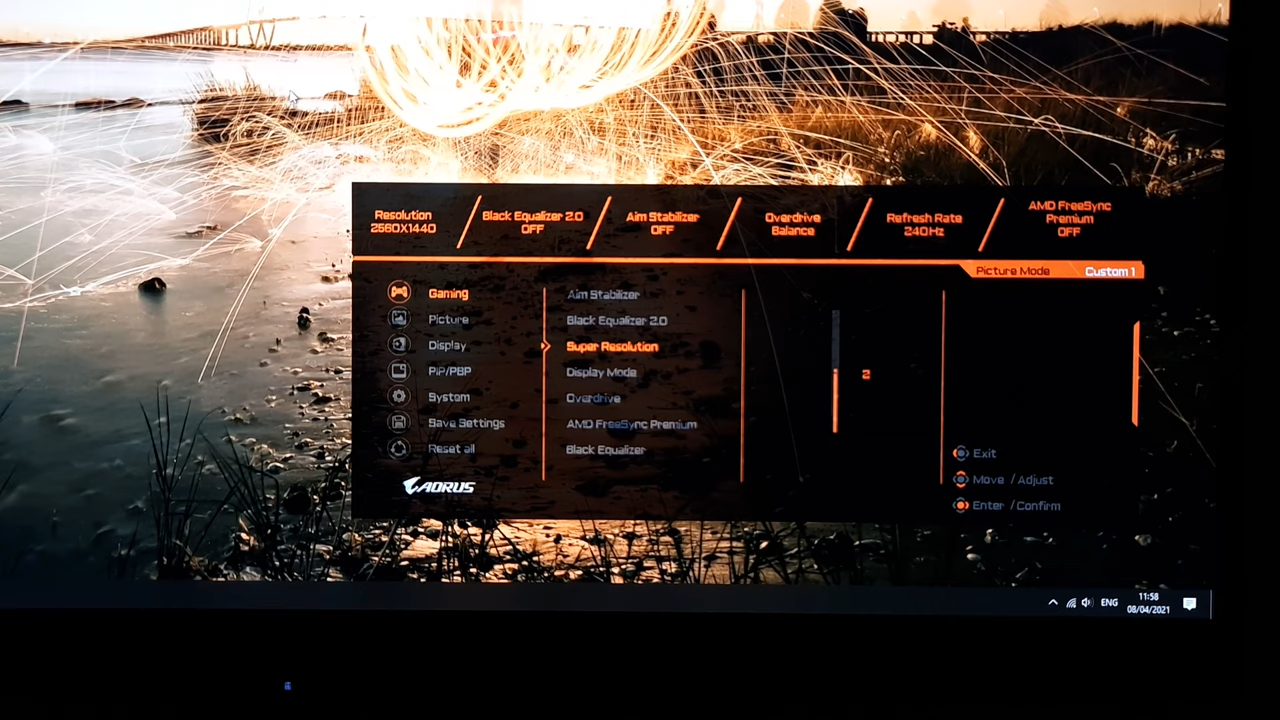 Resolution
2560X1440
Black Equalizer 2.0
OFF
Aim Stabilizer
OFF
Overdrive
Balance
Refresh Rate
240Hz
AMD FreeSync
Premium
OFF
Picture Mode
Custom 1
Gaming
Picture
Display
PIP/PBP
System
Save Settings
Reset all
Aim Stabilizer
Black Equalizer 2.0
Super Resolution
Display Mode
Overdrive
AMD FreeSync Premium
Black Equalizer
2
Exit
Move / Adjust
Enter / Confirm
AORUS
ENG
11:58
08/04/2021